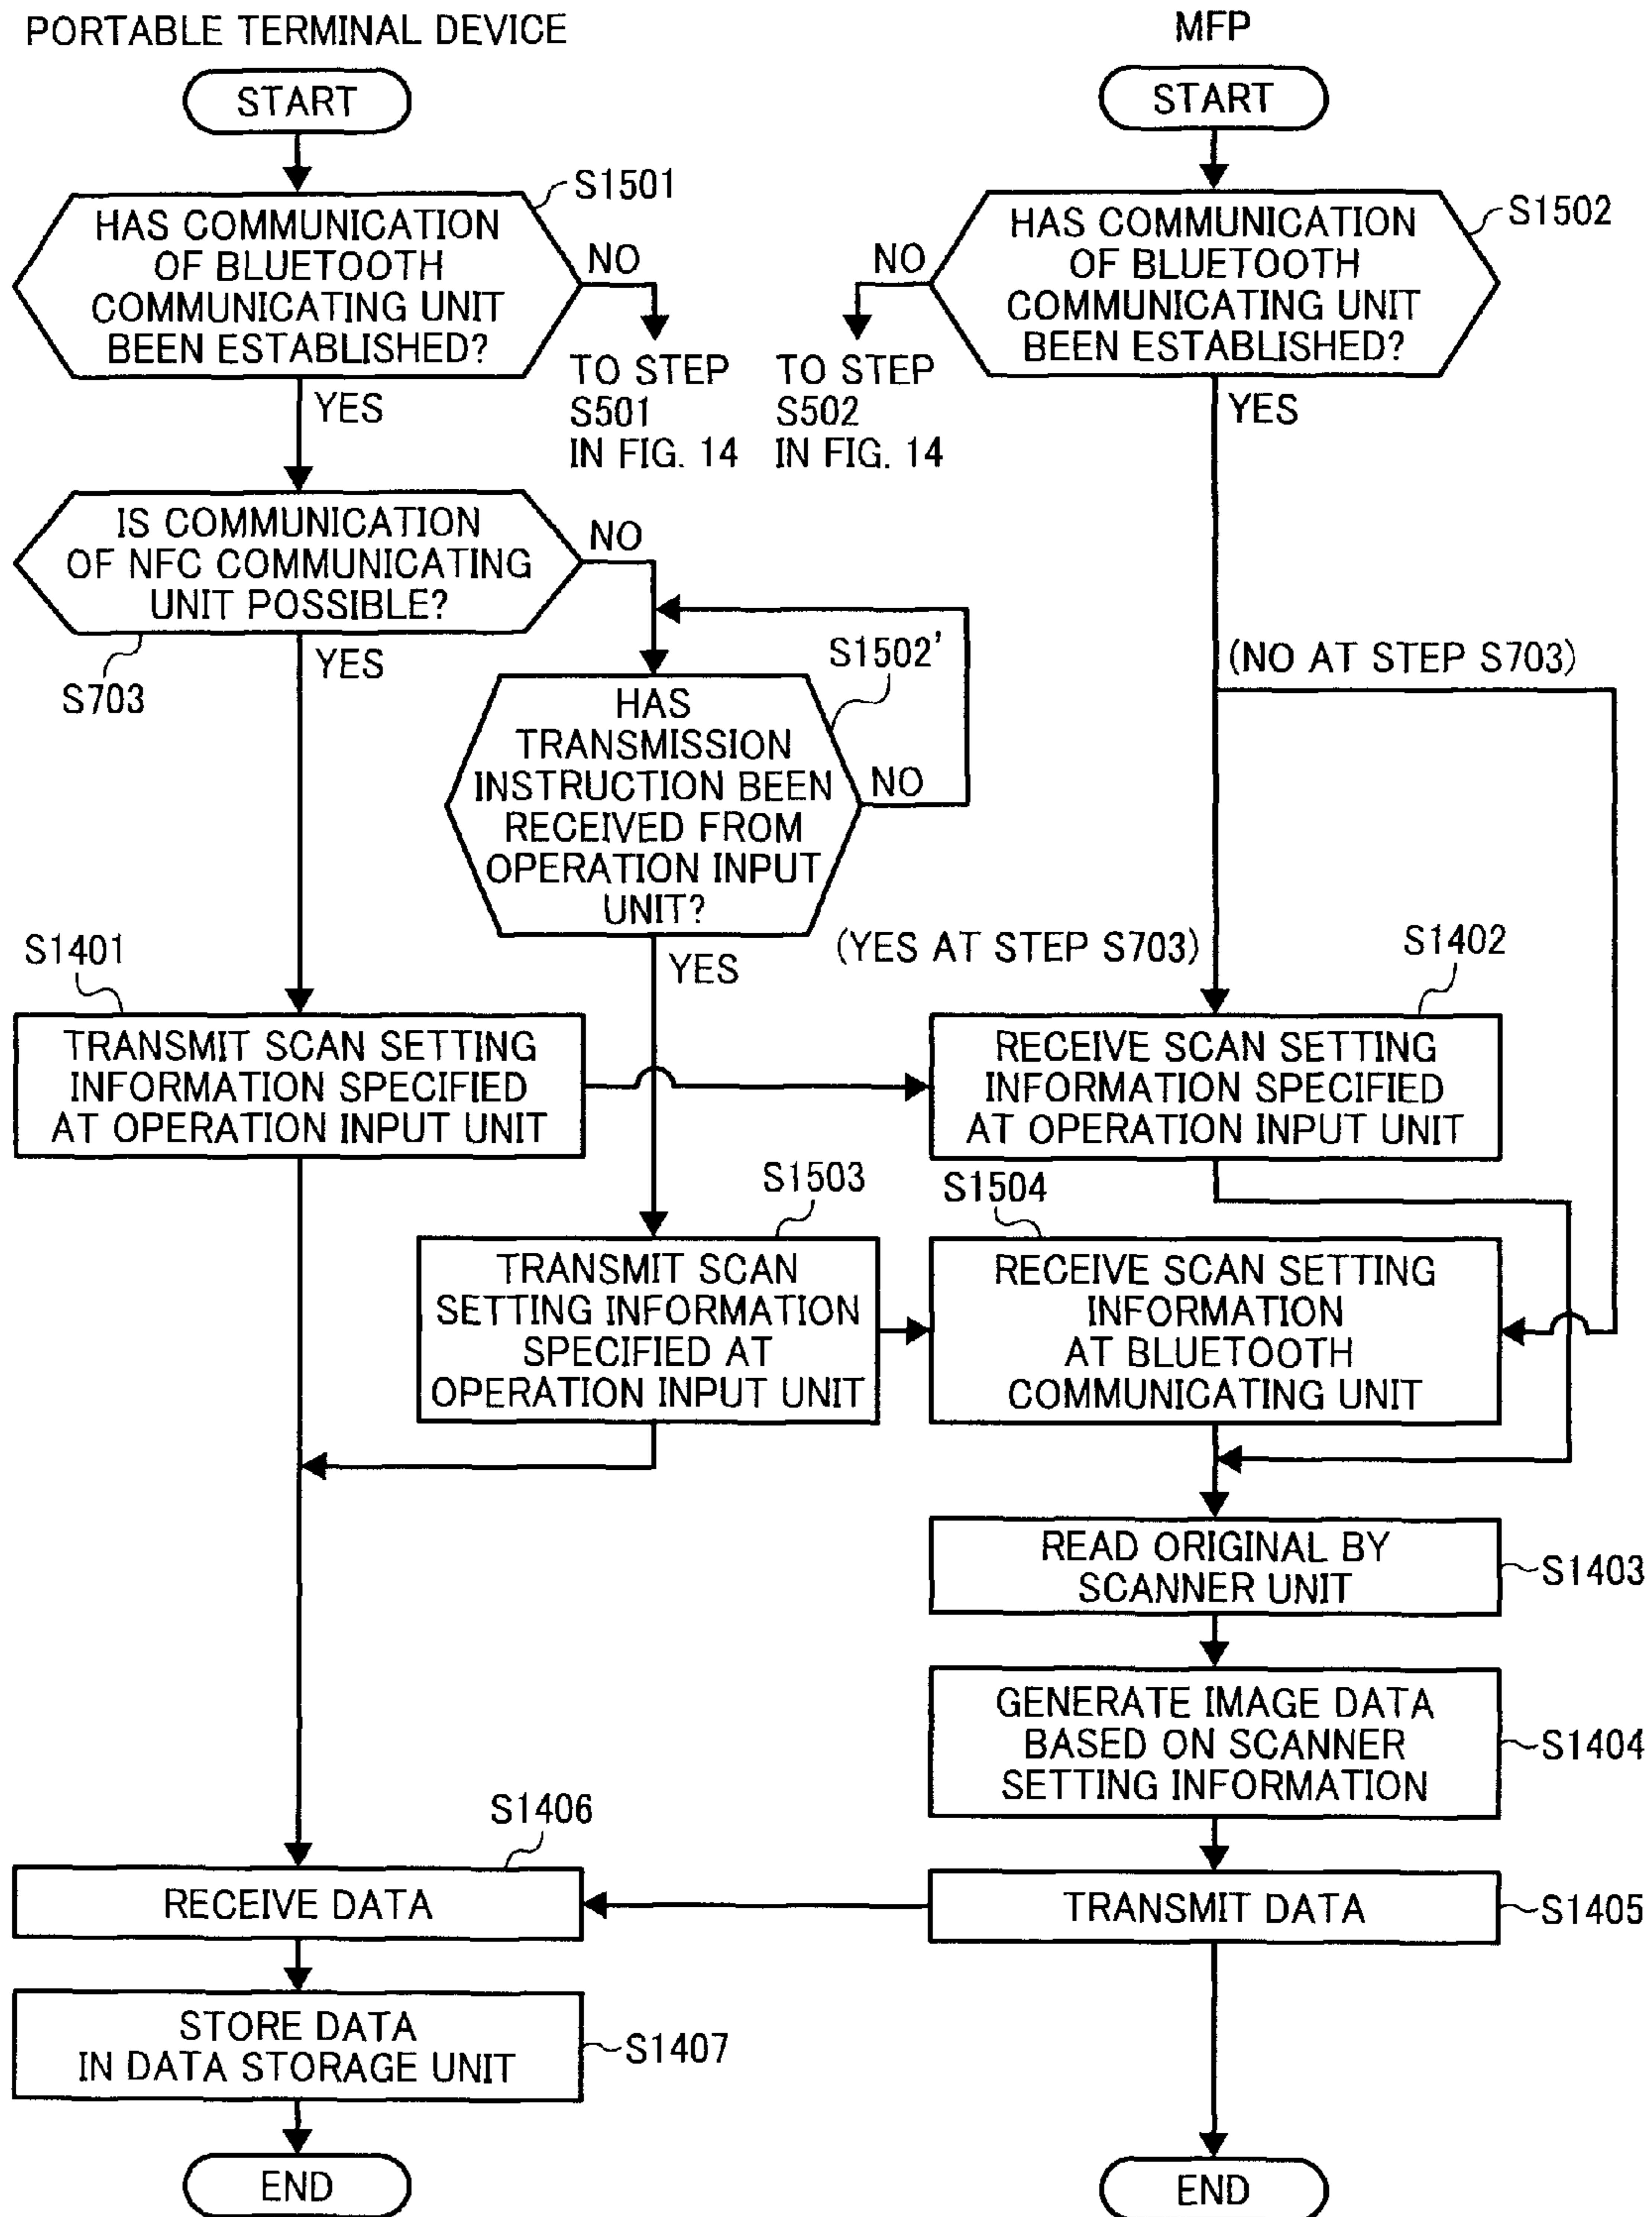 PORTABLE TERMINAL DEVICE
MFP
START
START
S1501
HAS COMMUNICATION
OF BLUETOOTH
COMMUNICATING UNIT
BEEN ESTABLISHED?
NO
YES
TO STEP
S501
IN FIG. 14
S1502
HAS COMMUNICATION
OF BLUETOOTH
COMMUNICATING UNIT
BEEN ESTABLISHED?
NO
YES
TO STEP
S502
IN FIG. 14
IS COMMUNICATION
OF NFC COMMUNICATING
UNIT POSSIBLE?
NO
YES
S703
S1502'
HAS
TRANSMISSION
INSTRUCTION BEEN
RECEIVED FROM
OPERATION INPUT
UNIT?
NO
YES
(NO AT STEP S703)
(YES AT STEP S703)
S1401
TRANSMIT SCAN SETTING
INFORMATION SPECIFIED
AT OPERATION INPUT UNIT
S1402
RECEIVE SCAN SETTING
INFORMATION SPECIFIED
AT OPERATION INPUT UNIT
S1503
TRANSMIT SCAN
SETTING INFORMATION
SPECIFIED AT
OPERATION INPUT UNIT
S1504
RECEIVE SCAN SETTING
INFORMATION
AT BLUETOOTH
COMMUNICATING UNIT
READ ORIGINAL BY
SCANNER UNIT
S1403
GENERATE IMAGE DATA
BASED ON SCANNER
SETTING INFORMATION
S1404
S1406
RECEIVE DATA
TRANSMIT DATA
S1405
STORE DATA
IN DATA STORAGE UNIT
S1407
END
END